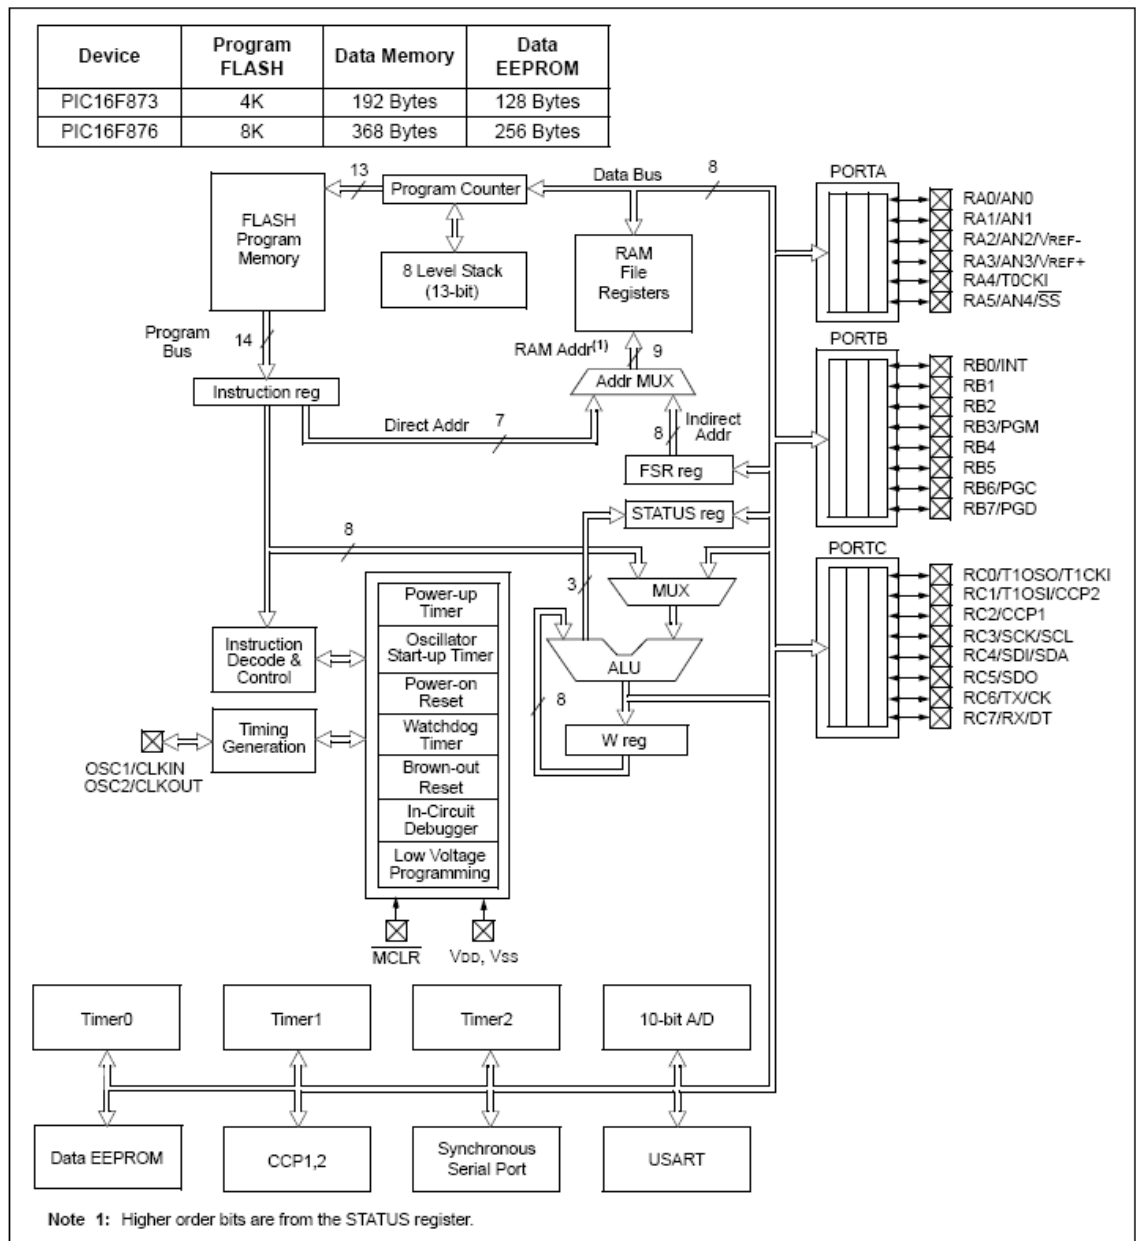 Device Program FLASH Data Memory Data EEPROM
PIC16F873 4K 192 Bytes 128 Bytes
PIC16F876 8K 368 Bytes 256 Bytes
13
Program Counter
Data Bus
8
FLASH
Program
Memory
8 Level Stack
(13-bit)
RAM
File
Registers
Program
Bus
14
RAM Addr(1)
9
Addr MUX
Instruction reg
Direct Addr
7
Indirect
Addr
8
FSR reg
STATUS reg
8
3
MUX
ALU
8
W reg
Instruction
Decode &
Control
Timing
Generation
OSC1/CLKIN
OSC2/CLKOUT
Power-up
Timer
Oscillator
Start-up Timer
Power-on
Reset
Watchdog
Timer
Brown-out
Reset
In-Circuit
Debugger
Low Voltage
Programming
MCLR
VDD, VSS
PORTA
RA0/AN0
RA1/AN1
RA2/AN2/VREF-
RA3/AN3/VREF+
RA4/T0CKI
RA5/AN4/SS
PORTB
RB0/INT
RB1
RB2
RB3/PGM
RB4
RB5
RB6/PGC
RB7/PGD
PORTC
RC0/T1OSO/T1CKI
RC1/T1OSI/CCP2
RC2/CCP1
RC3/SCK/SCL
RC4/SDI/SDA
RC5/SDO
RC6/TX/CK
RC7/RX/DT
Timer0
Timer1
Timer2
10-bit A/D
Data EEPROM
CCP1,2
Synchronous
Serial Port
USART
Note 1: Higher order bits are from the STATUS register.